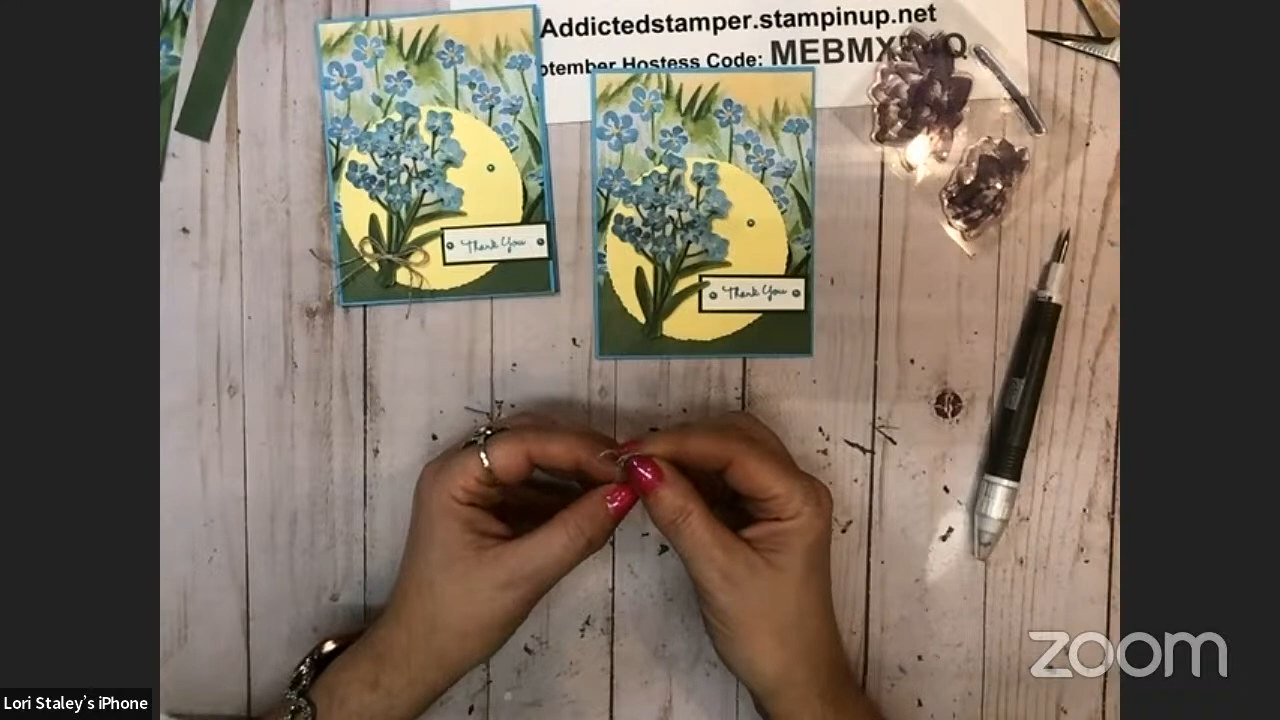 Addictedstamper.stampinup.net
Hostess Code:
Thank You
Thank You
zoom
Lori Staley's iPhone